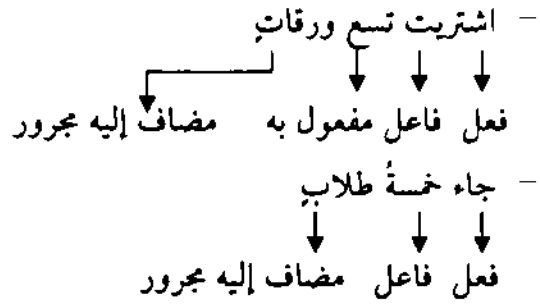 – اشتريت تسع ورقاتٍ
فعل فاعل مفعول به مضاف إليه مجرور
– جاء خمسةُ طلابٍ
فعل فاعل مضاف إليه مجرور